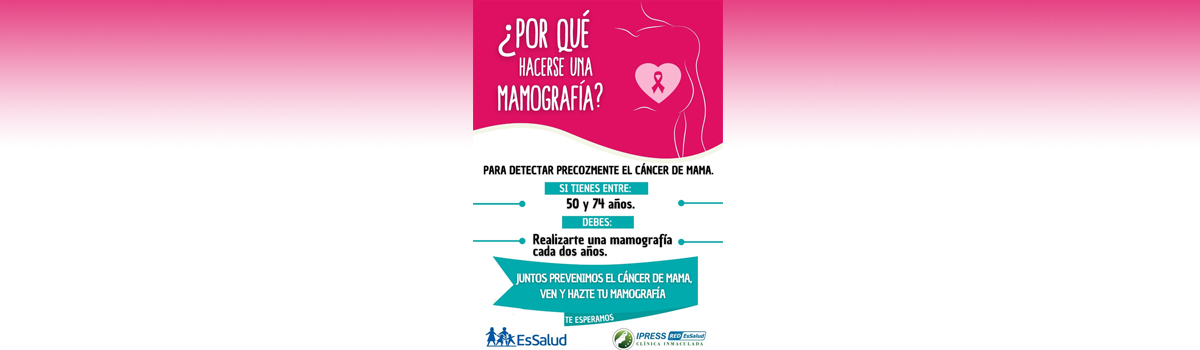 ¿POR QUÉ
HACERSE UNA
MAMOGRAFÍA?
PARA DETECTAR PRECOZMENTE EL CÁNCER DE MAMA.
SI TIENES ENTRE:
50 y 74 años.
DEBES:
Realizarte una mamografía
cada dos años.
JUNTOS PREVENIMOS EL CÁNCER DE MAMA,
VEN Y HAZTE TU MAMOGRAFÍA
TE ESPERAMOS
EsSalud
IPRESS RED EsSalud
CLÍNICA INMACULADA